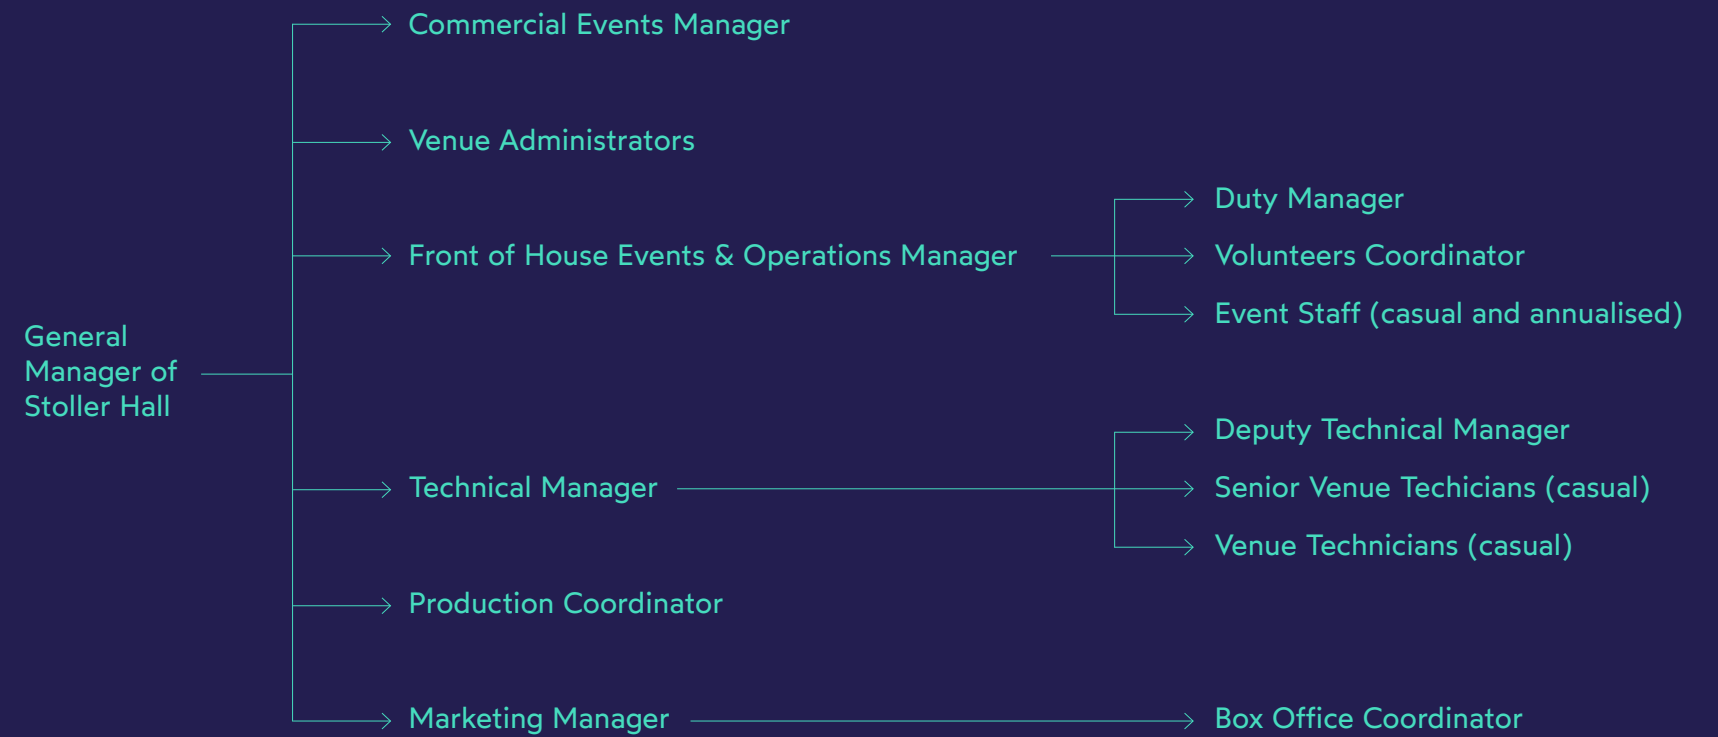 Commercial Events Manager
Venue Administrators
Duty Manager
Front of House Events & Operations Manager
Volunteers Coordinator
Event Staff (casual and annualised)
General
Manager of
Stoller Hall
Deputy Technical Manager
Technical Manager
Senior Venue Techicians (casual)
Venue Technicians (casual)
Production Coordinator
Marketing Manager
Box Office Coordinator